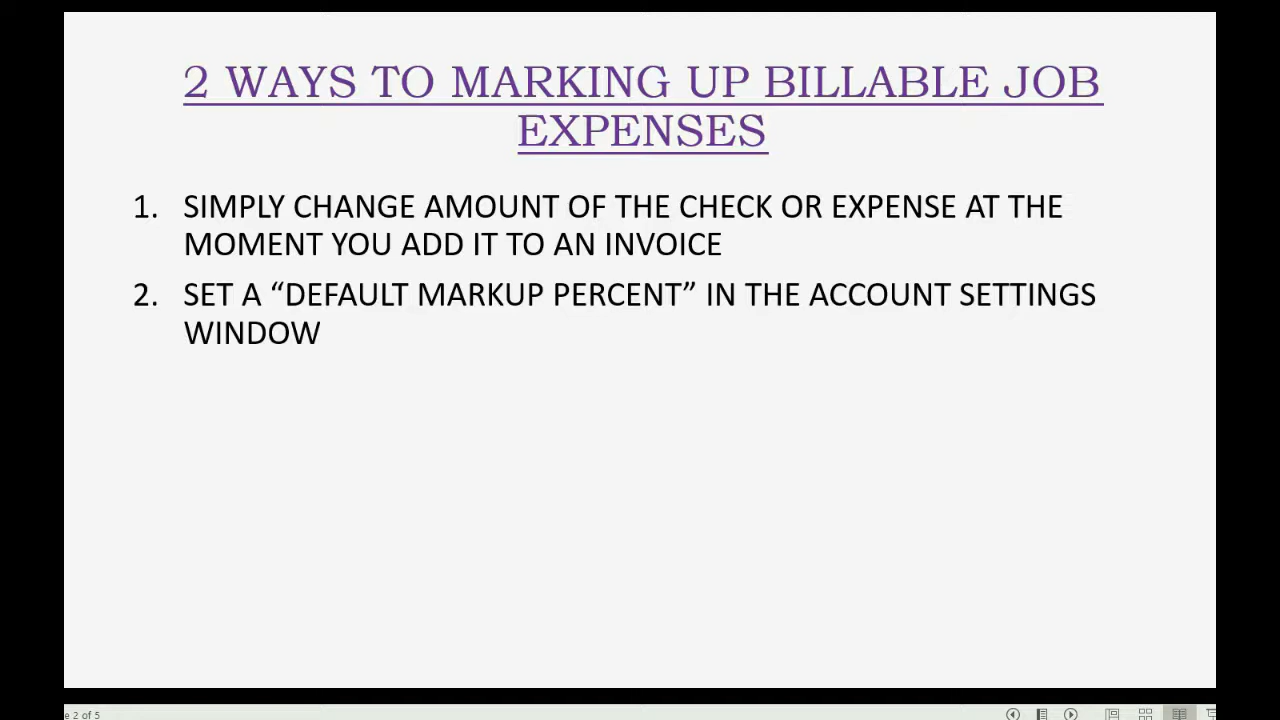 2 WAYS TO MARKING UP BILLABLE JOB
EXPENSES
1. SIMPLY CHANGE AMOUNT OF THE CHECK OR EXPENSE AT THE
MOMENT YOU ADD IT TO AN INVOICE
2. SET A “DEFAULT MARKUP PERCENT” IN THE ACCOUNT SETTINGS
WINDOW
e 2 of 5